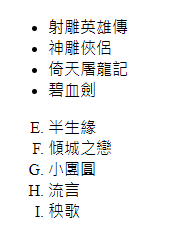 • 射雕英雄傳
• 神雕俠侶
• 倚天屠龍記
• 碧血劍
E. 半生緣
F. 傾城之戀
G. 小團圓
H. 流言
I. 秧歌